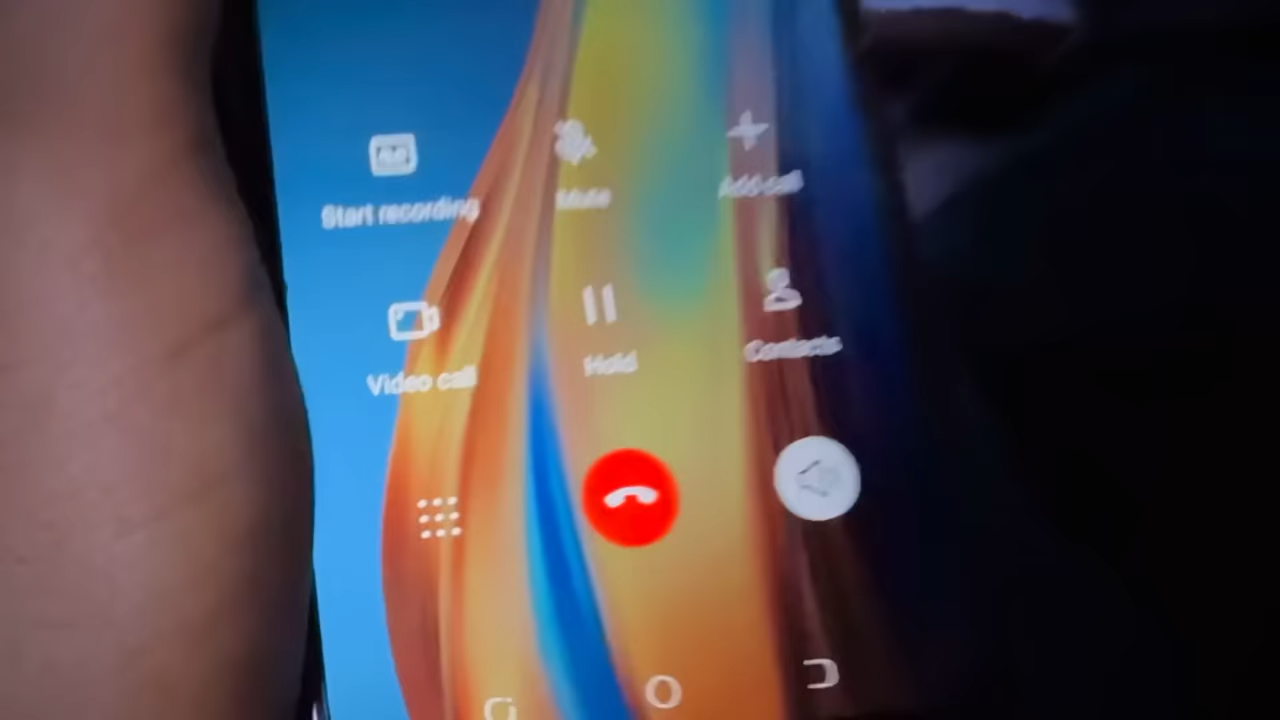 Start recording
Mute
Add call
Video call
Hold
Contacts